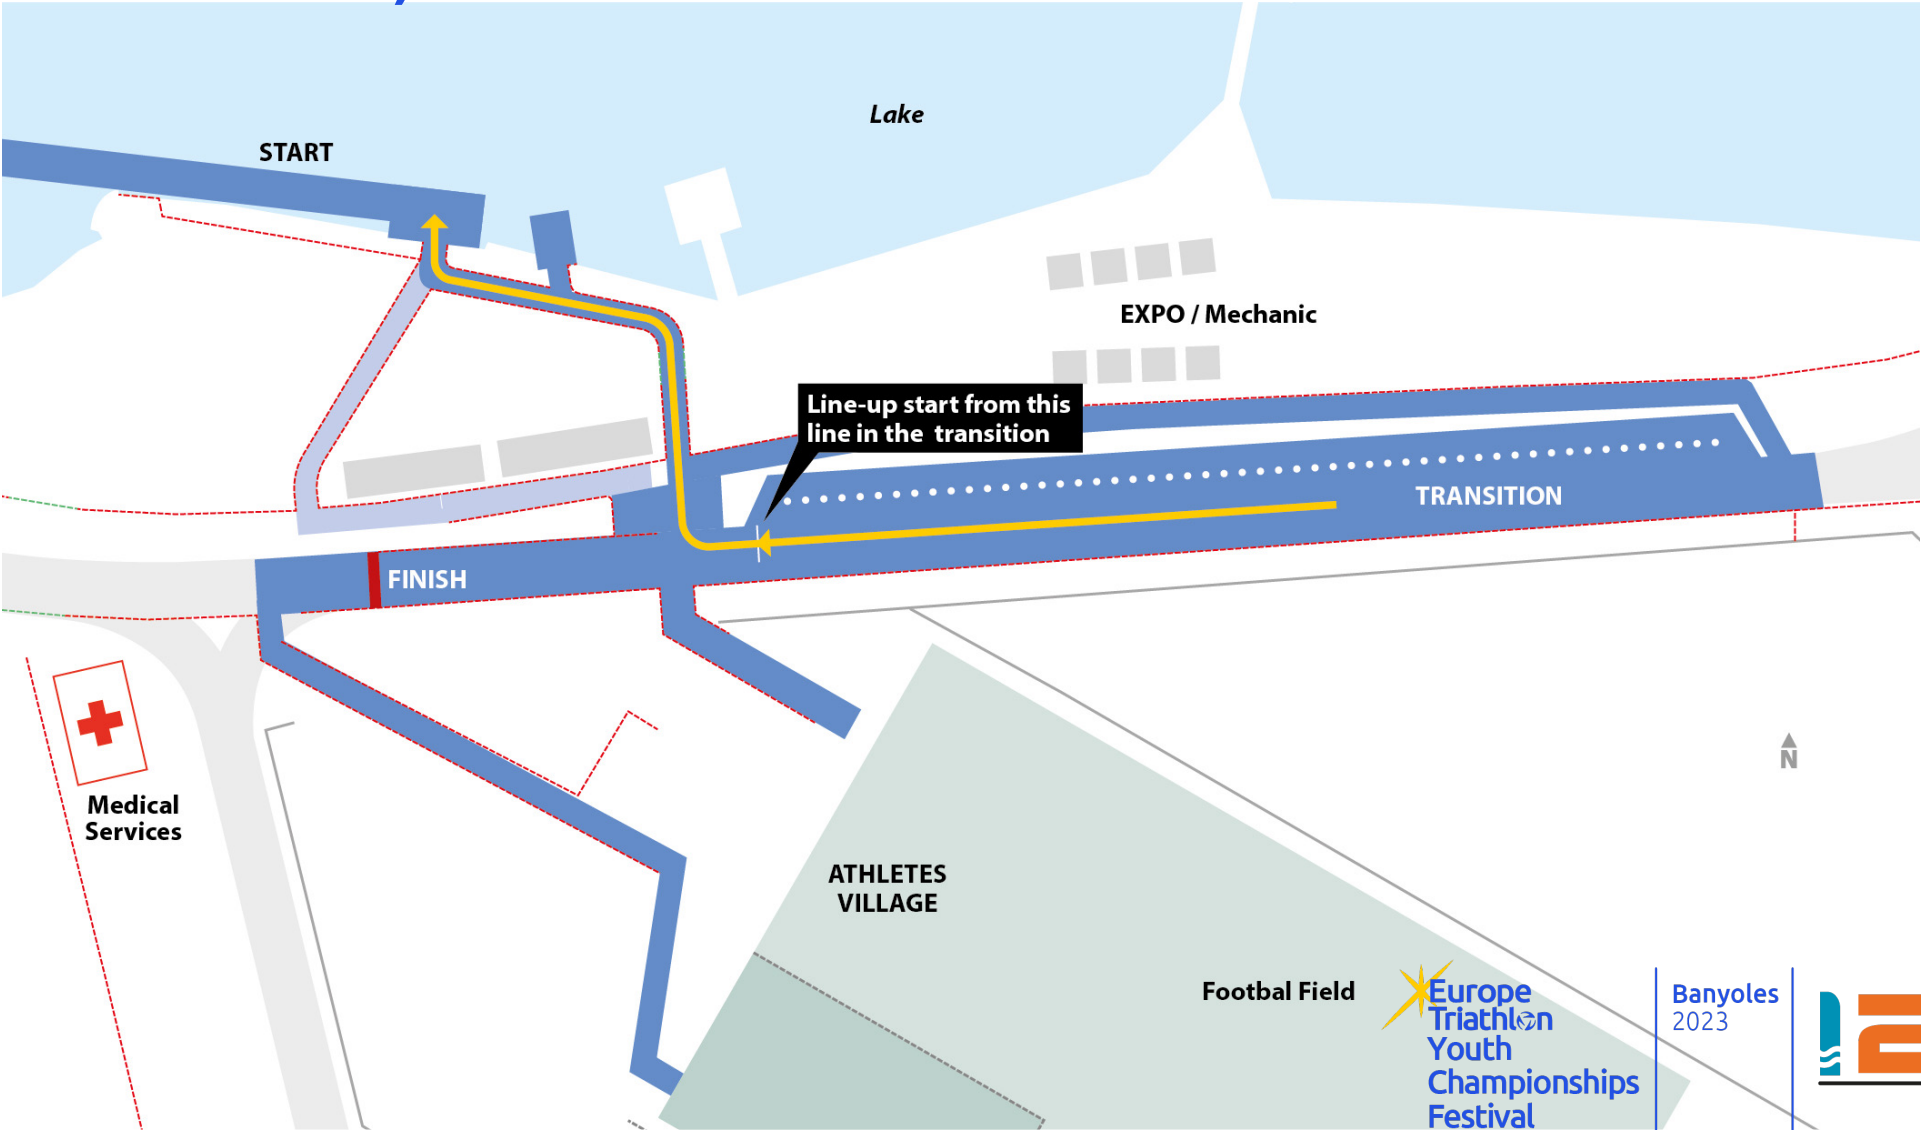 Lake
START
EXPO / Mechanic
Line-up start from this
line in the transition
TRANSITION
FINISH
N
Medical
Services
ATHLETES
VILLAGE
Footbal Field
Europe
Triathlon
Youth
Championships
Festival
Banyoles
2023